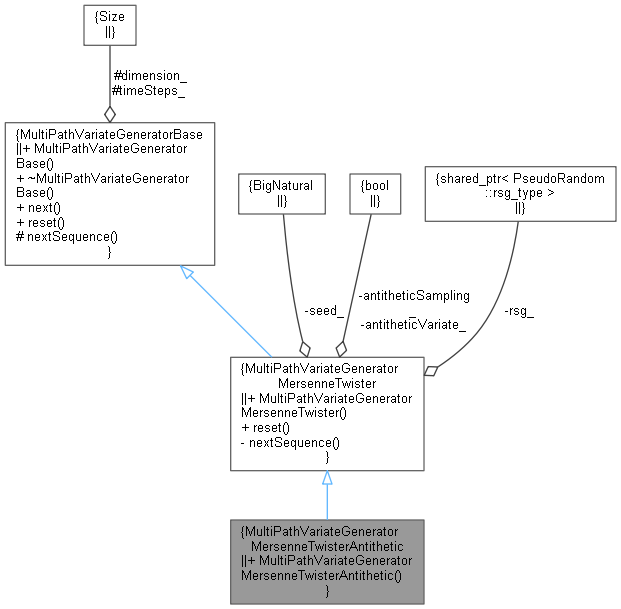 {Size
||}
#dimension_
#timeSteps_
{MultiPathVariateGeneratorBase
||+ MultiPathVariateGenerator
Base()
+ ~MultiPathVariateGenerator
Base()
+ next()
+ reset()
# nextSequence()
}
{BigNatural
||}
{bool
||}
{shared_ptr< PseudoRandom
::rsg_type >
||}
-seed_
-antitheticSampling
_
-antitheticVariate_
-rsg_
{MultiPathVariateGenerator
MersenneTwister
||+ MultiPathVariateGenerator
MersenneTwister()
+ reset()
- nextSequence()
}
{MultiPathVariateGenerator
MersenneTwisterAntithetic
||+ MultiPathVariateGenerator
MersenneTwisterAntithetic()
}